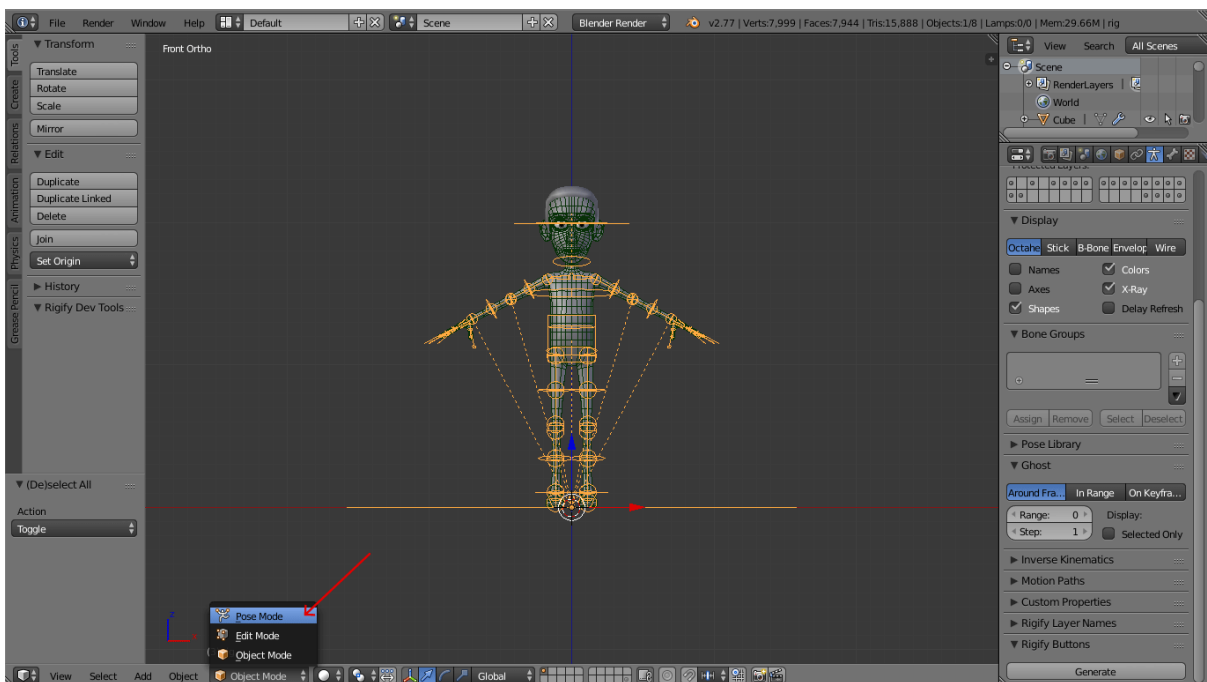 File Render Window Help Default Scene Blender Render v2.77 | Verts:7,999 | Faces:7,944 | Tris:15,888 | Objects:1/8 | Lamps:0/0 | Mem:29.66M | rig
Tools
Create
Relations
Animation
Physics
Grease Pencil
Transform
Translate
Rotate
Scale
Mirror
Edit
Duplicate
Duplicate Linked
Delete
Join
Set Origin
History
Rigify Dev Tools
(De)select All
Action
Toggle
Front Ortho
z
Pose Mode
Edit Mode
Object Mode
View Select Add Object Object Mode Global
View Search All Scenes
Scene
RenderLayers |
World
Cube |
Display
Octahe Stick B-Bone Envelop Wire
Names Colors
Axes X-Ray
Shapes Delay Refresh
Bone Groups
Assign Remove Select Deselect
Pose Library
Ghost
Around Fra... In Range On Keyfra...
Range: 0 Display:
Step: 1 Selected Only
Inverse Kinematics
Motion Paths
Custom Properties
Rigify Layer Names
Rigify Buttons
Generate